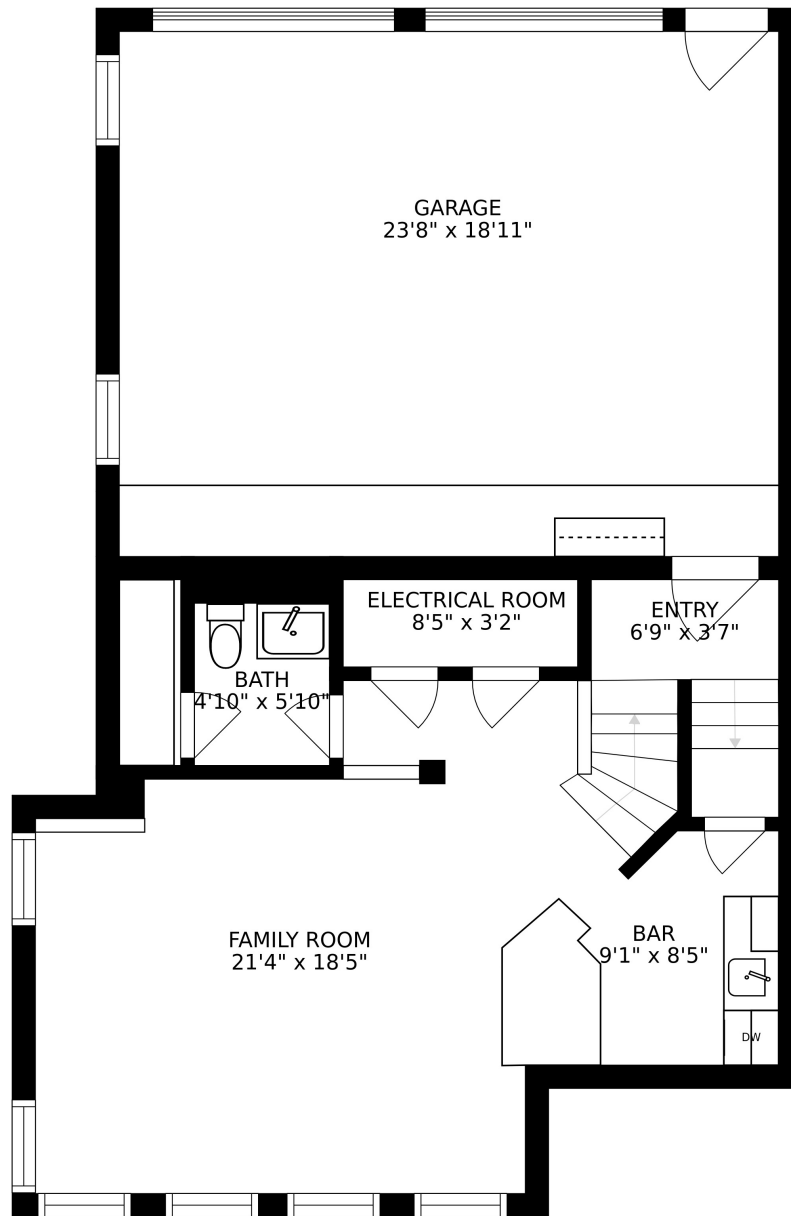 GARAGE
23'8" x 18'11"
ELECTRICAL ROOM
8'5" x 3'2"
ENTRY
6'9" x 3'7"
BATH
4'10" x 5'10"
FAMILY ROOM
21'4" x 18'5"
BAR
9'1" x 8'5"
DW